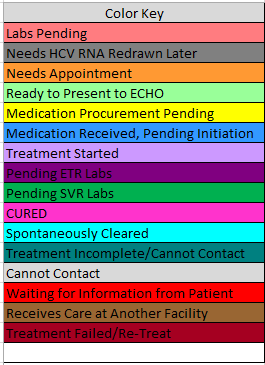 Color Key
Labs Pending
Needs HCV RNA Redrawn Later
Needs Appointment
Ready to Present to ECHO
Medication Procurement Pending
Medication Received, Pending Initiation
Treatment Started
Pending ETR Labs
Pending SVR Labs
CURED
Spontaneously Cleared
Treatment Incomplete/Cannot Contact
Cannot Contact
Waiting for Information from Patient
Receives Care at Another Facility
Treatment Failed/Re-Treat